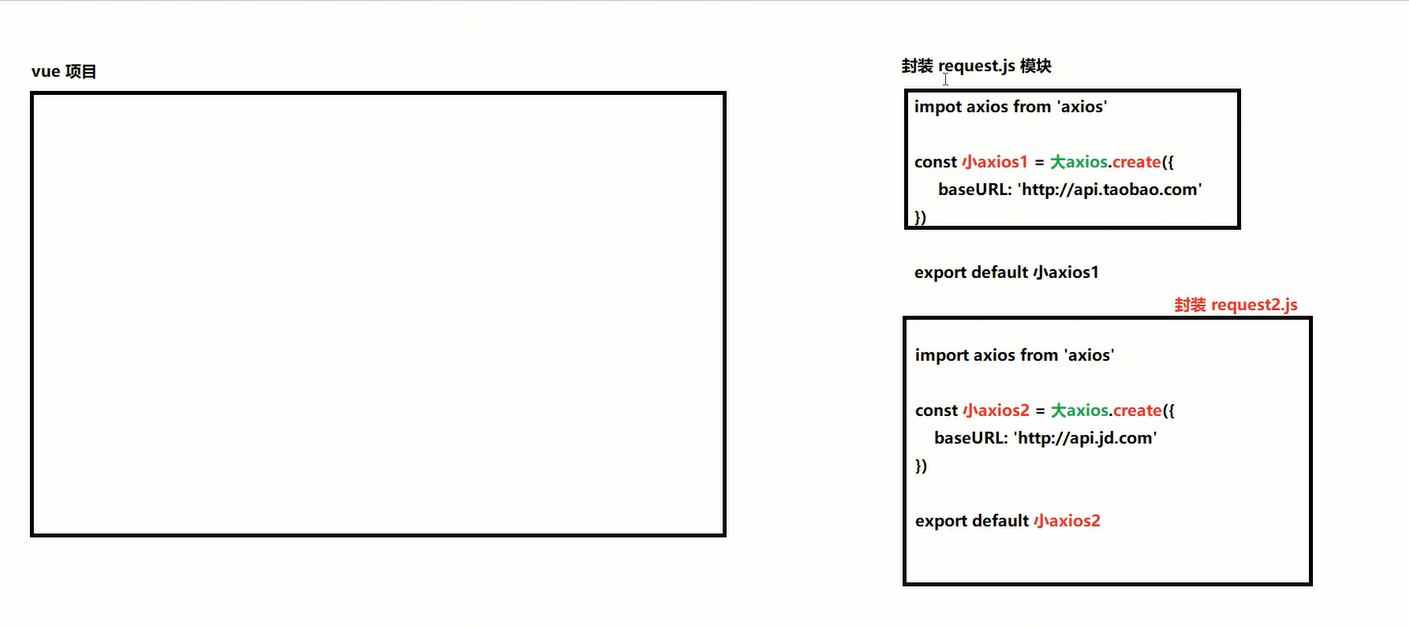 vue 项目
封装 request.js 模块
impot axios from 'axios'
const 小axios1 = 大axios.create({
baseURL: 'http://api.taobao.com'
})
export default 小axios1
封装 request2.js
import axios from 'axios'
const 小axios2 = 大axios.create({
baseURL: 'http://api.jd.com'
})
export default 小axios2